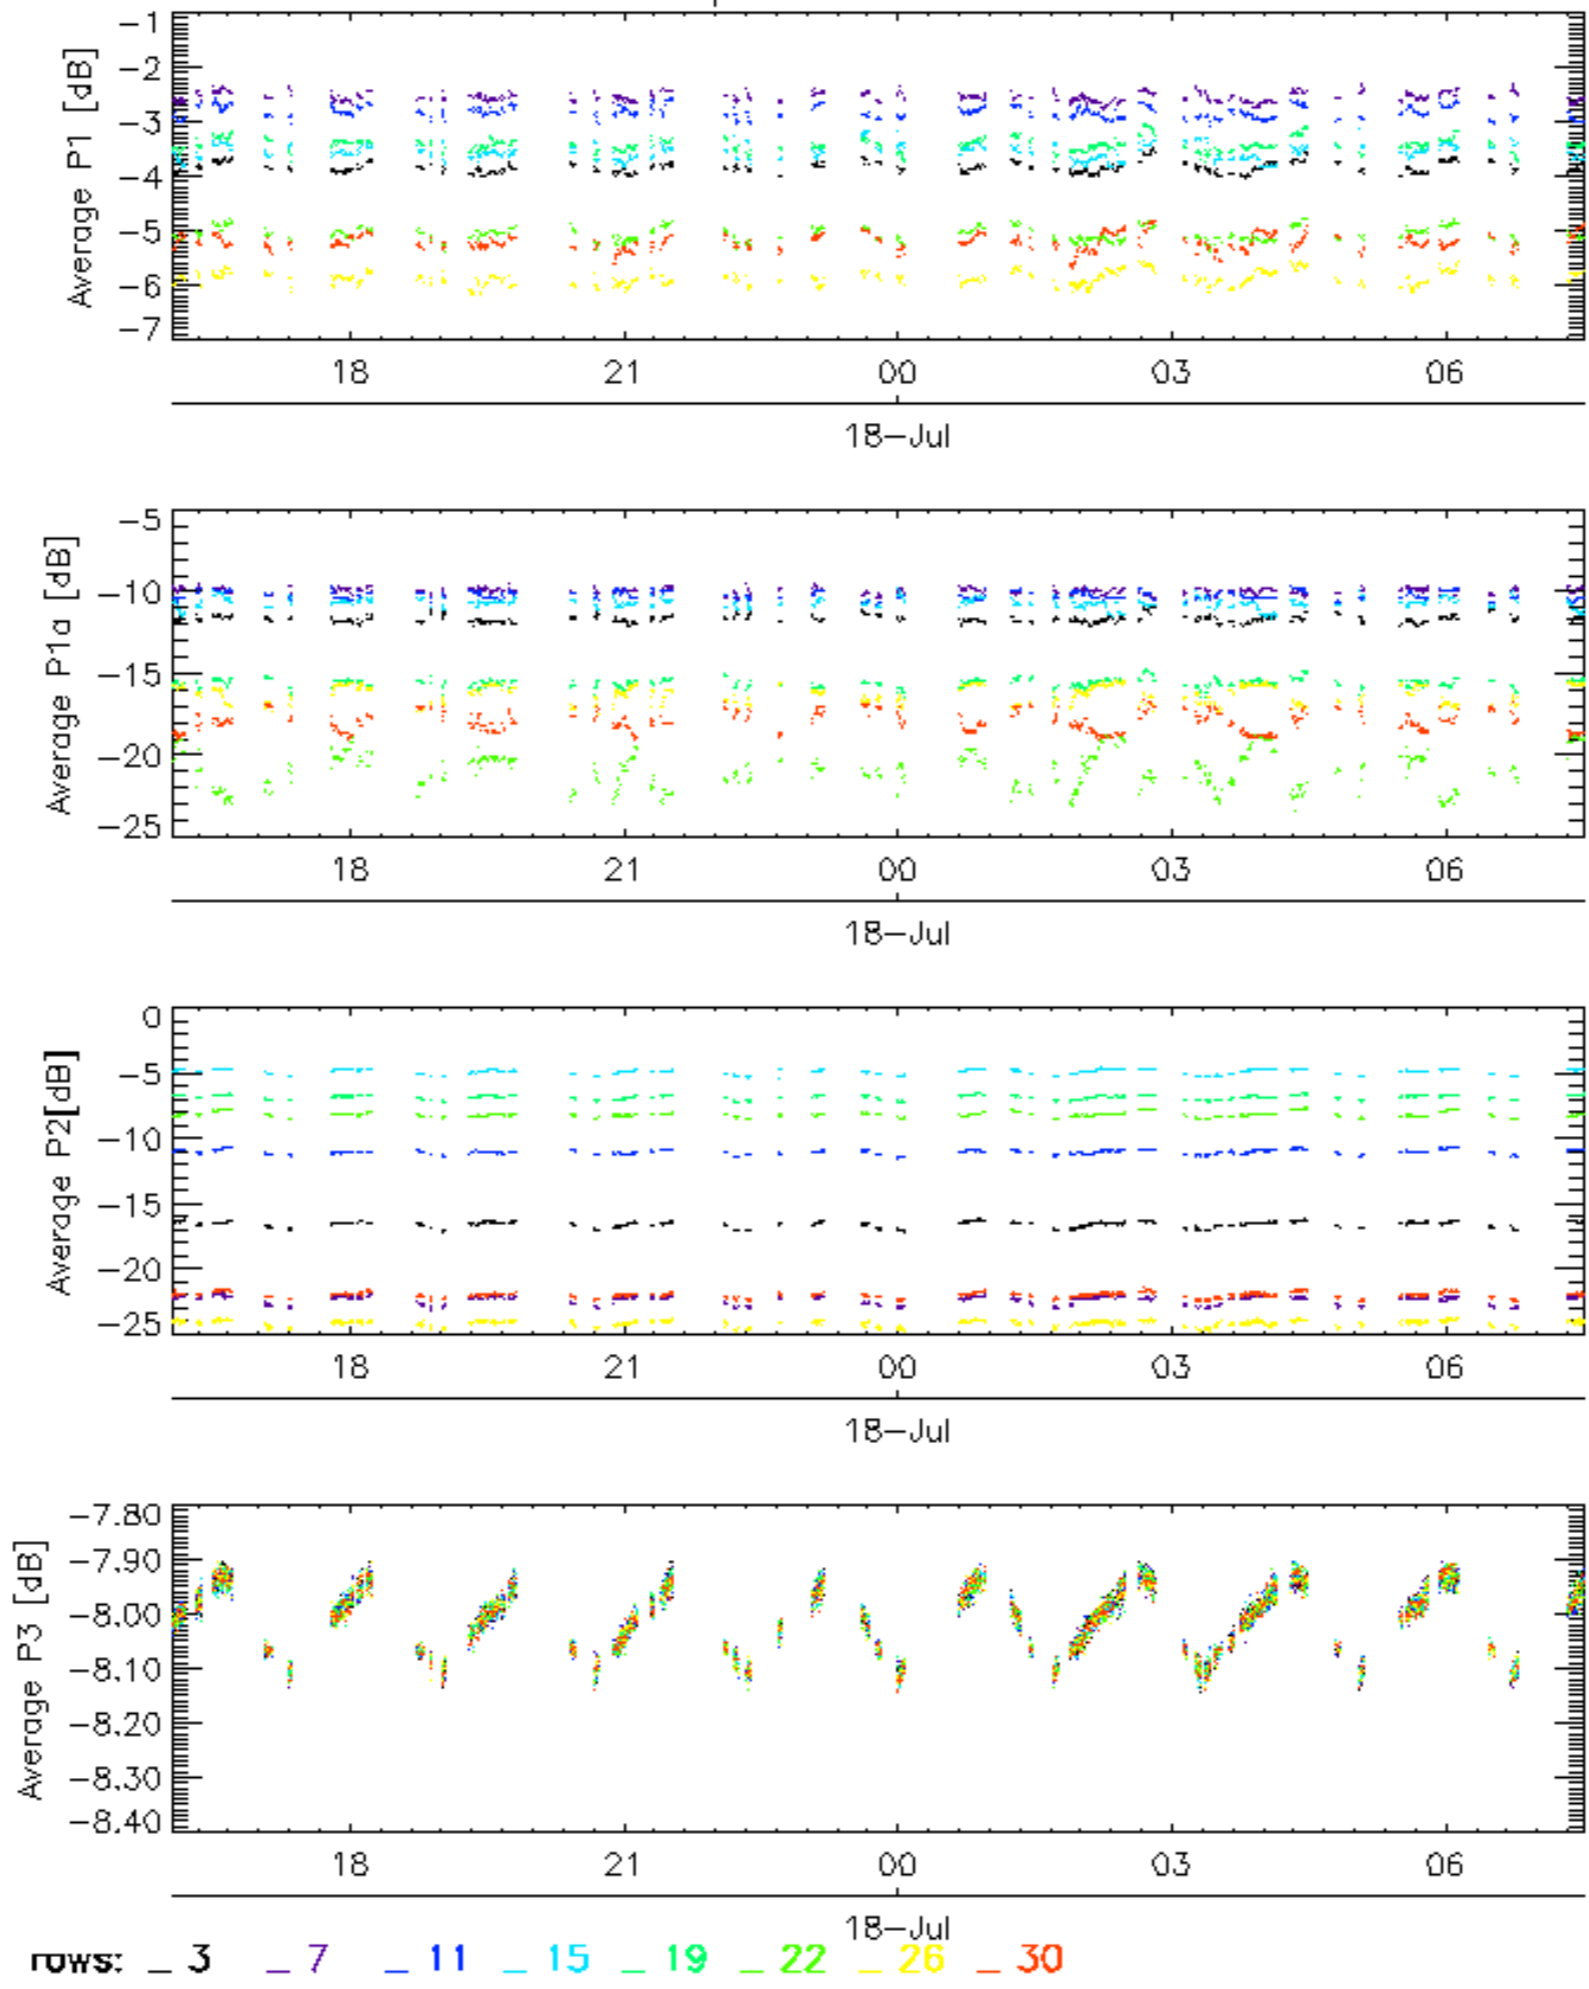 Average P1 [dB]
-1
-2
-3
-4
-5
-6
-7
18 21 00 03 06
18-Jul
Average P1a [dB]
-5
-10
-15
-20
-25
18 21 00 03 06
18-Jul
Average P2[dB]
0
-5
-10
-15
-20
-25
18 21 00 03 06
18-Jul
Average P3 [dB]
-7.80
-7.90
-8.00
-8.10
-8.20
-8.30
-8.40
18 21 00 03 06
18-Jul
rows: _ 3 _ 7 _ 11 _ 15 _ 19 _ 22 _ 26 _ 30